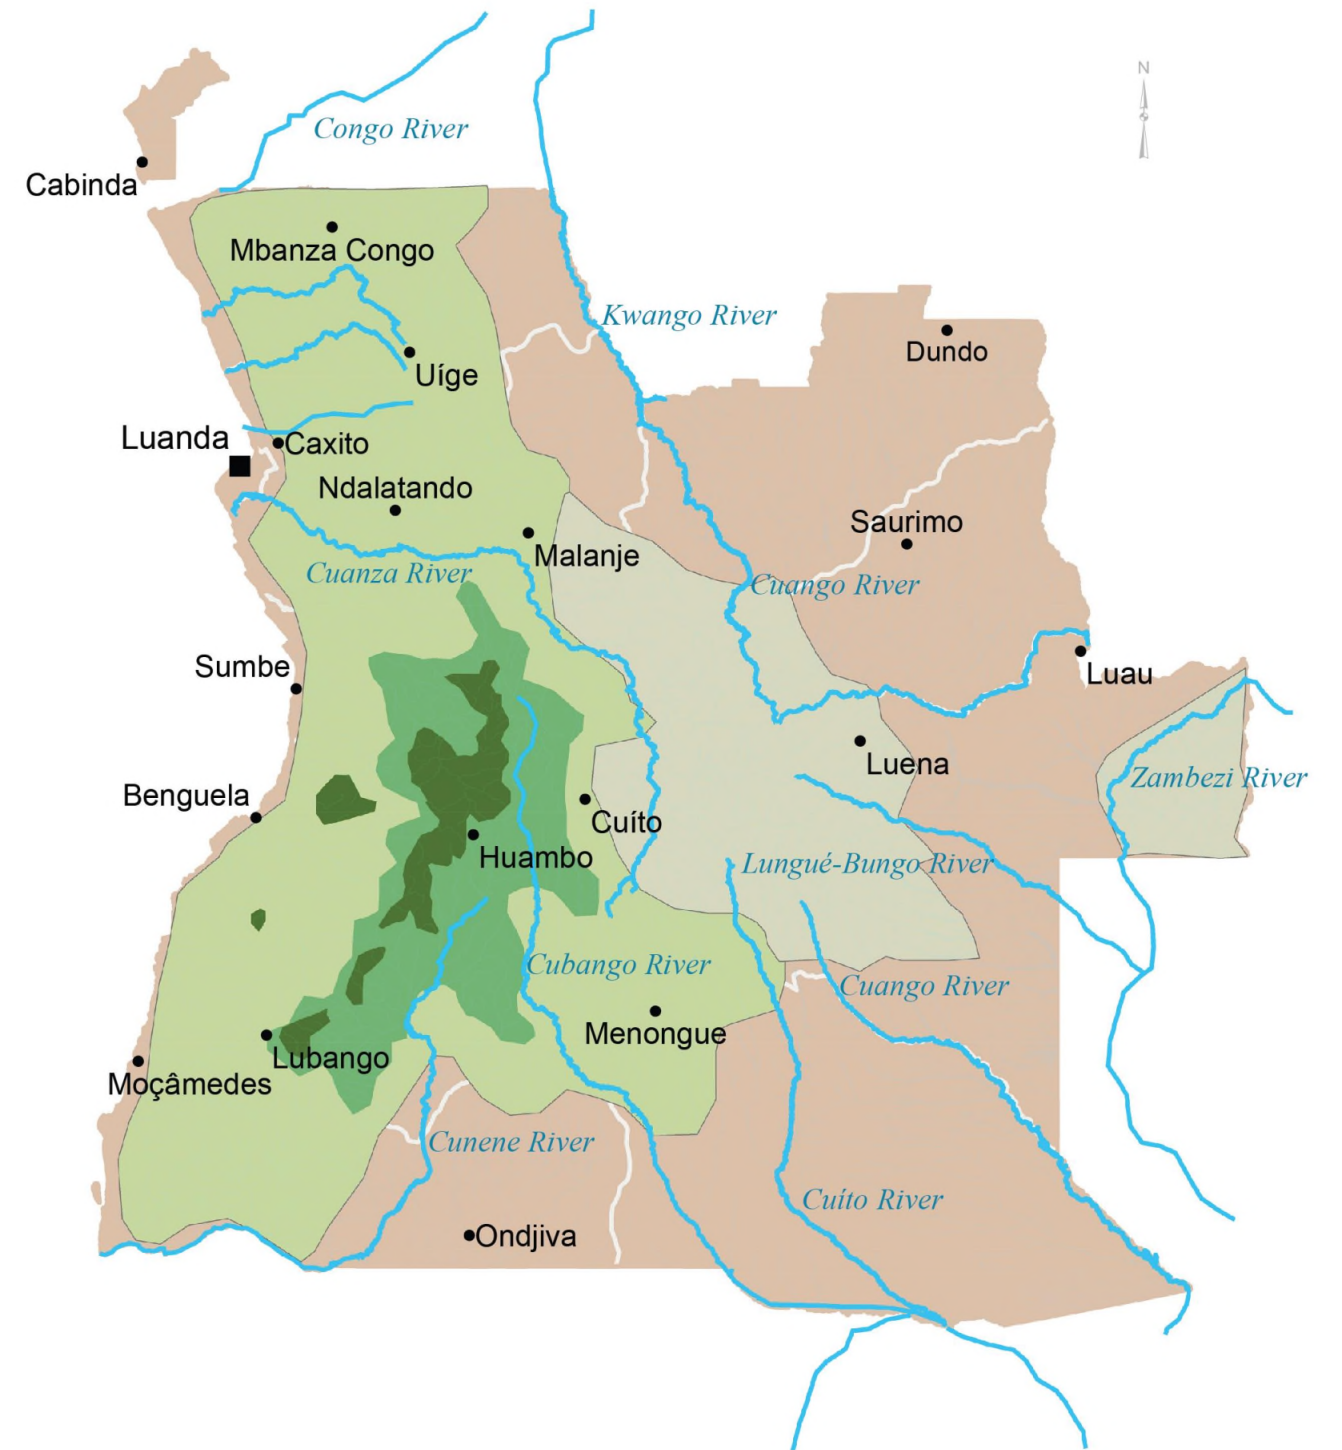 N
Congo River
Cabinda
Mbanza Congo
Kwango River
Dundo
Uíge
Luanda
Caxito
Ndalatando
Saurimo
Malanje
Cuanza River
Cuango River
Sumbe
Luau
Luena
Zambezi River
Benguela
Cuíto
Huambo
Lungué-Bungo River
Cubango River
Cuango River
Menongue
Lubango
Moçâmedes
Cunene River
Cuíto River
Ondjiva